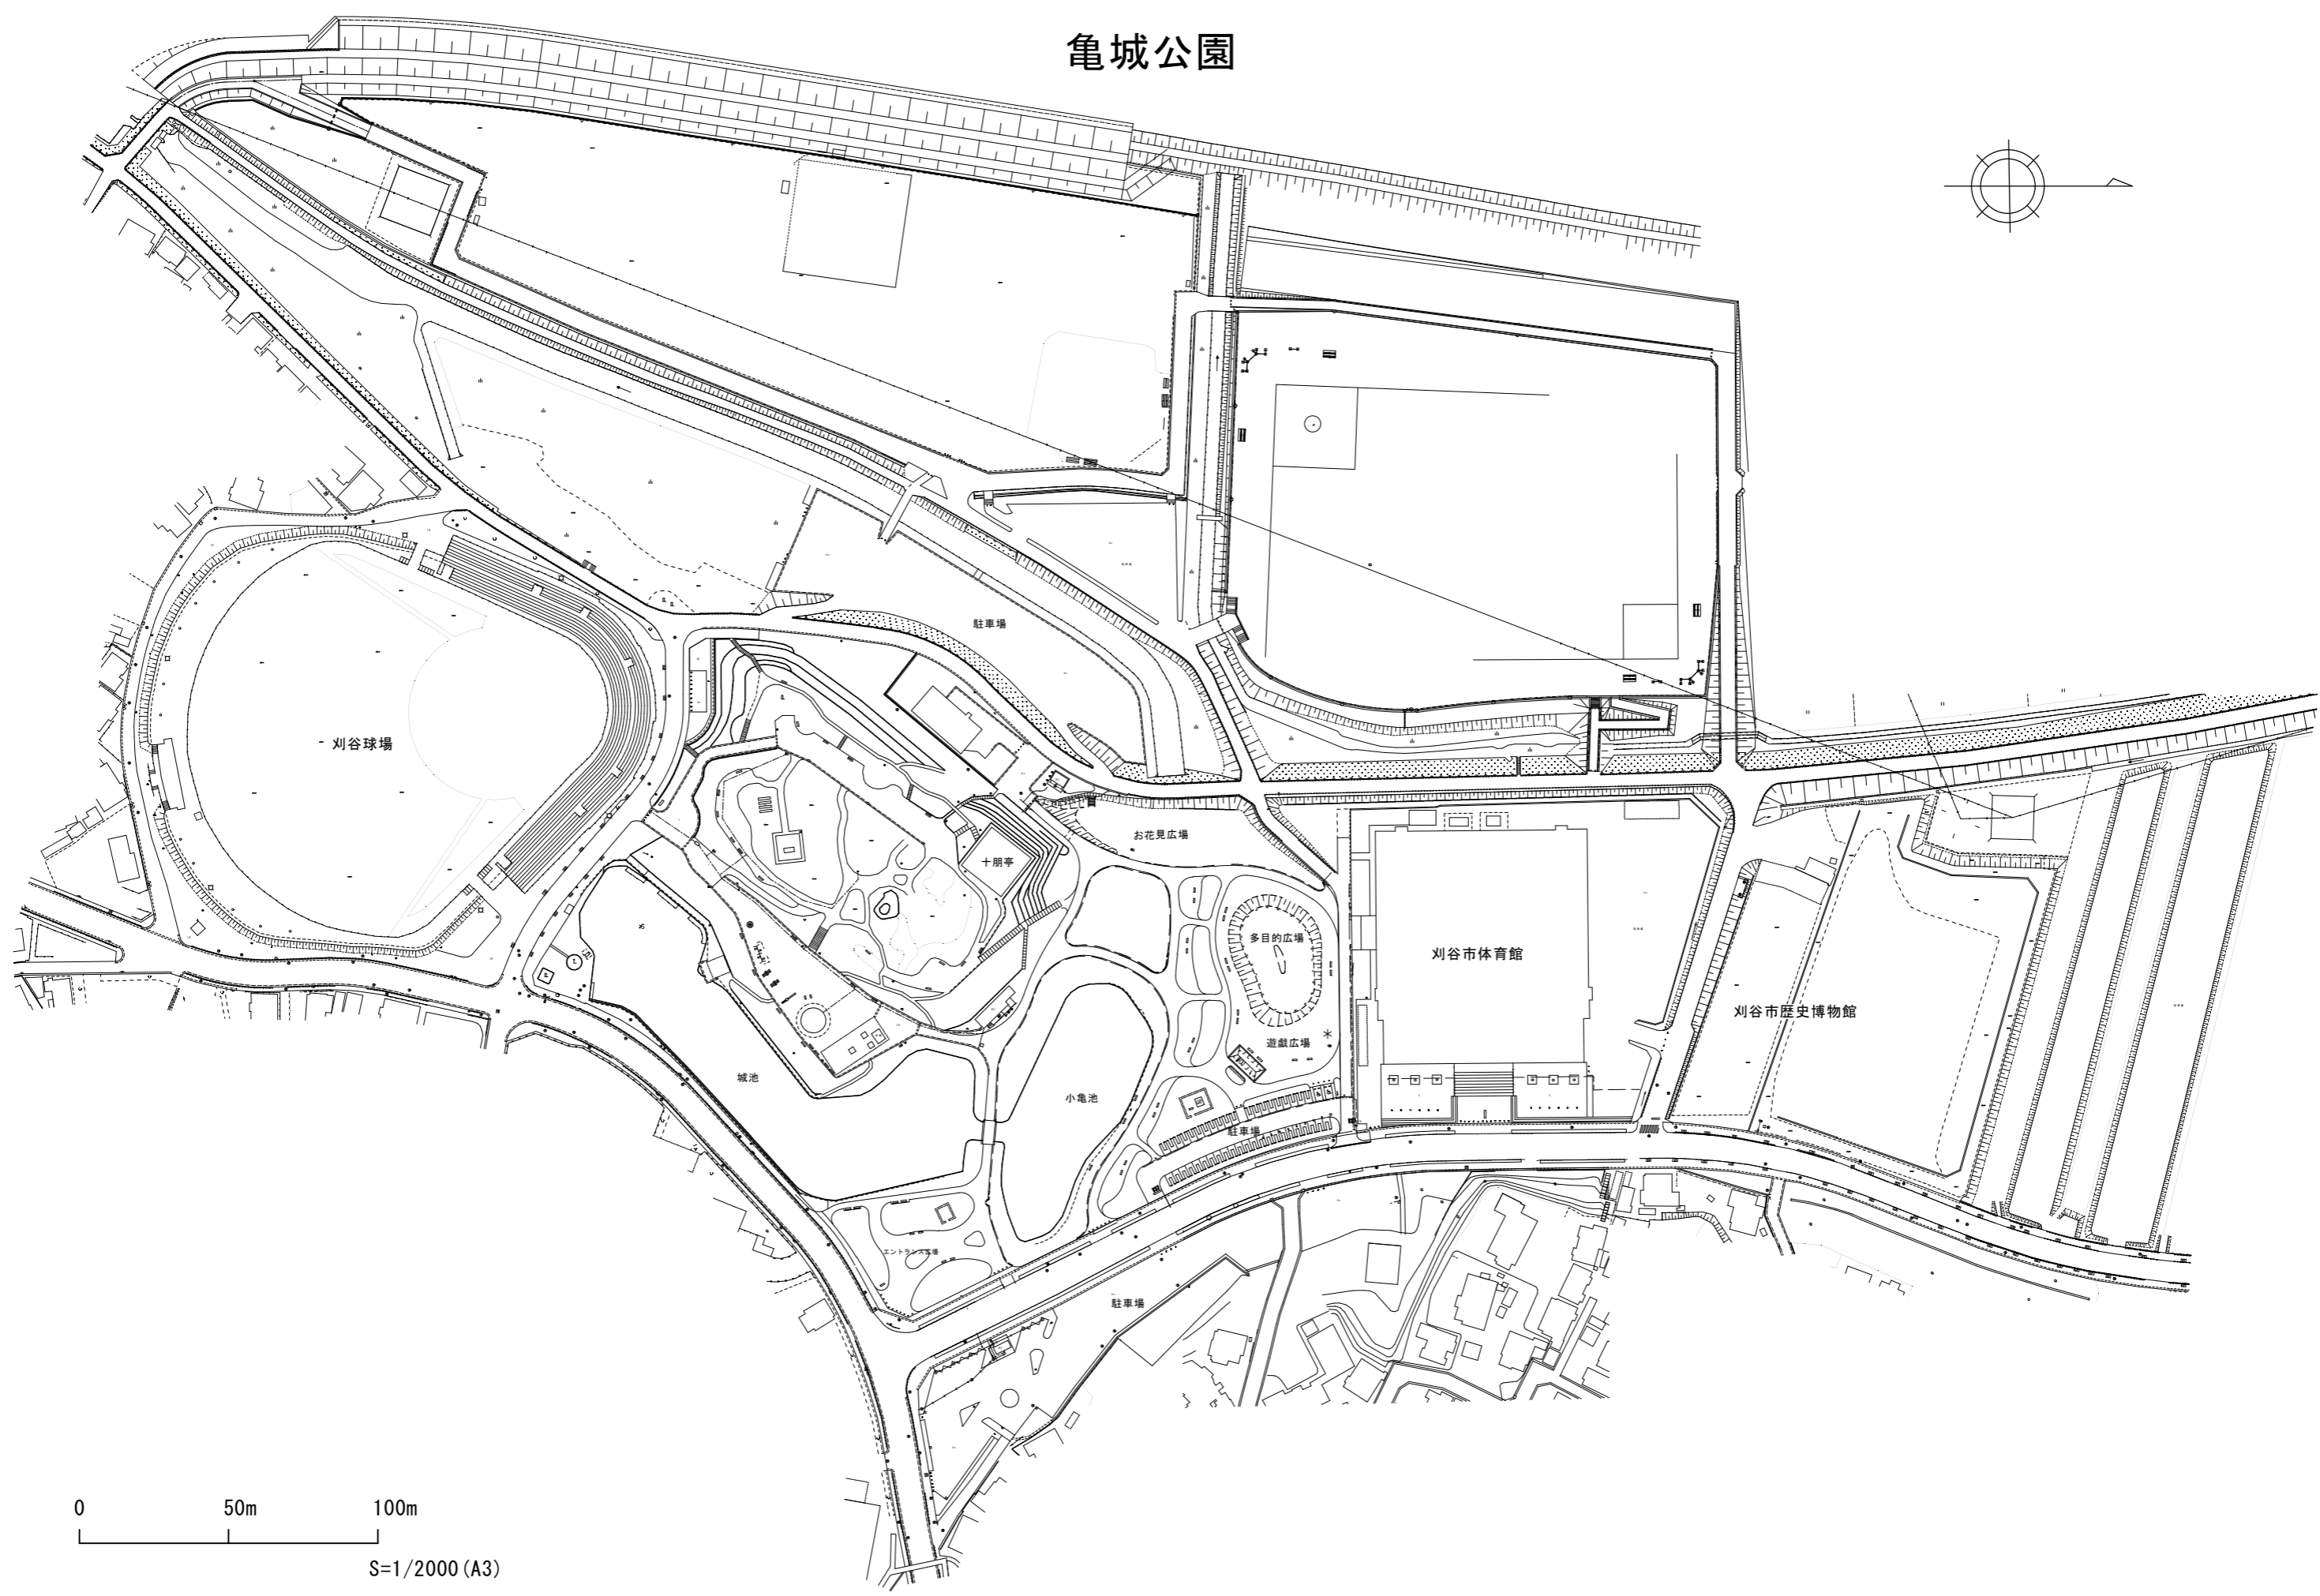 亀城公園
駐車場
刈谷球場
お花見広場
十朋亭
多目的広場
刈谷市体育館
刈谷市歴史博物館
遊戯広場
城池
小亀池
駐車場
エントランス広場
駐車場
0 50m 100m
S=1/2000(A3)